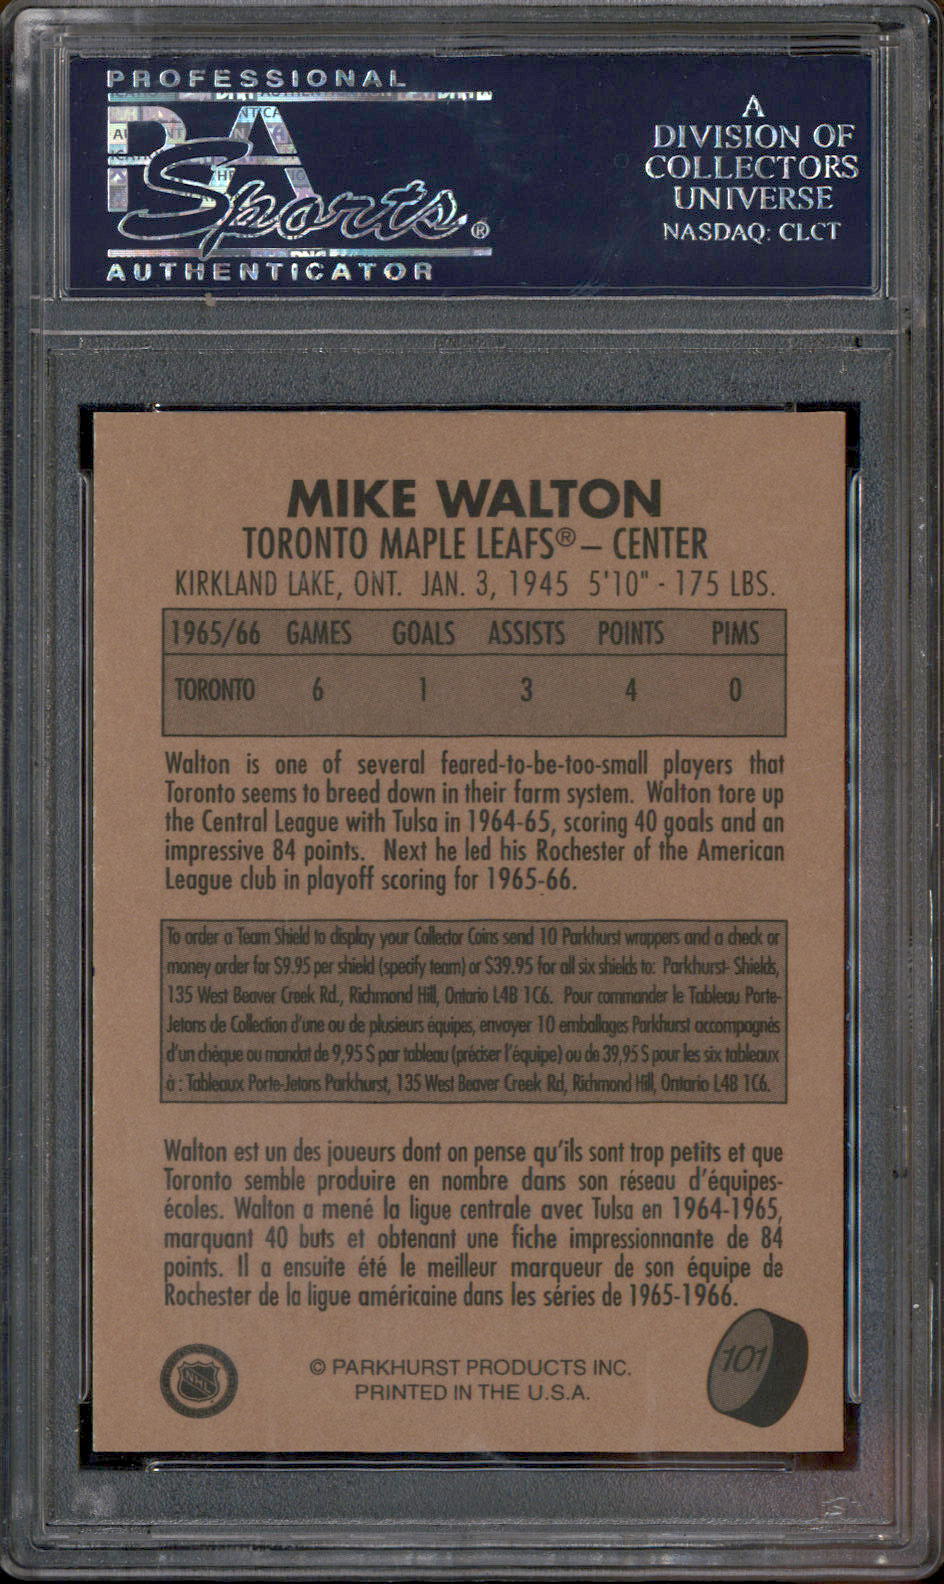 PROFESSIONAL
PSA
Sports®
AUTHENTICATOR
A
DIVISION OF
COLLECTORS
UNIVERSE
NASDAQ: CLCT
MIKE WALTON
TORONTO MAPLE LEAFS® – CENTER
KIRKLAND LAKE, ONT. JAN. 3, 1945 5'10" - 175 LBS.
1965/66 GAMES GOALS ASSISTS POINTS PIMS
TORONTO 6 1 3 4 0
Walton is one of several feared-to-be-too-small players that
Toronto seems to breed down in their farm system. Walton tore up
the Central League with Tulsa in 1964-65, scoring 40 goals and an
impressive 84 points. Next he led his Rochester of the American
League club in playoff scoring for 1965-66.
To order a Team Shield to display your Collector Coins send 10 Parkhurst wrappers and a check or
money order for $9.95 per shield (specify team) or $39.95 for all six shields to: Parkhurst- Shields,
135 West Beaver Creek Rd., Richmond Hill, Ontario L4B 1C6. Pour commander le Tableau Porte-
Jetons de Collection d'une ou de plusieurs équipes, envoyer 10 emballages Parkhurst accompagnés
d'un chèque ou mandat de 9,95 $ par tableau (préciser l'équipe) ou de 39,95 $ pour les six tableaux
à : Tableaux Porte-Jetons Parkhurst, 135 West Beaver Creek Rd, Richmond Hill, Ontario L4B 1C6.
Walton est un des joueurs dont on pense qu'ils sont trop petits et que
Toronto semble produire en nombre dans son réseau d'équipes-
écoles. Walton a mené la ligue centrale avec Tulsa en 1964-1965,
marquant 40 buts et obtenant une fiche impressionnante de 84
points. Il a ensuite été le meilleur marqueur de son équipe de
Rochester de la ligue américaine dans les séries de 1965-1966.
NHL
© PARKHURST PRODUCTS INC.
PRINTED IN THE U.S.A.
101